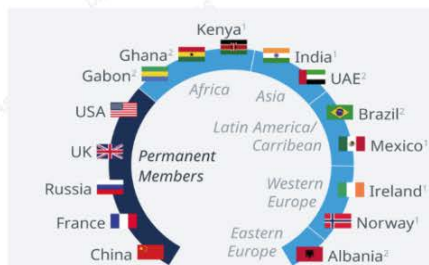 Kenya¹
Ghana² India¹
Gabon² UAE²
Africa Asia
USA Brazil²
Latin America/
Carribean
UK Mexico¹
Permanent
Members
Russia Western
Europe Ireland¹
France Norway¹
Eastern
Europe
China Albania²